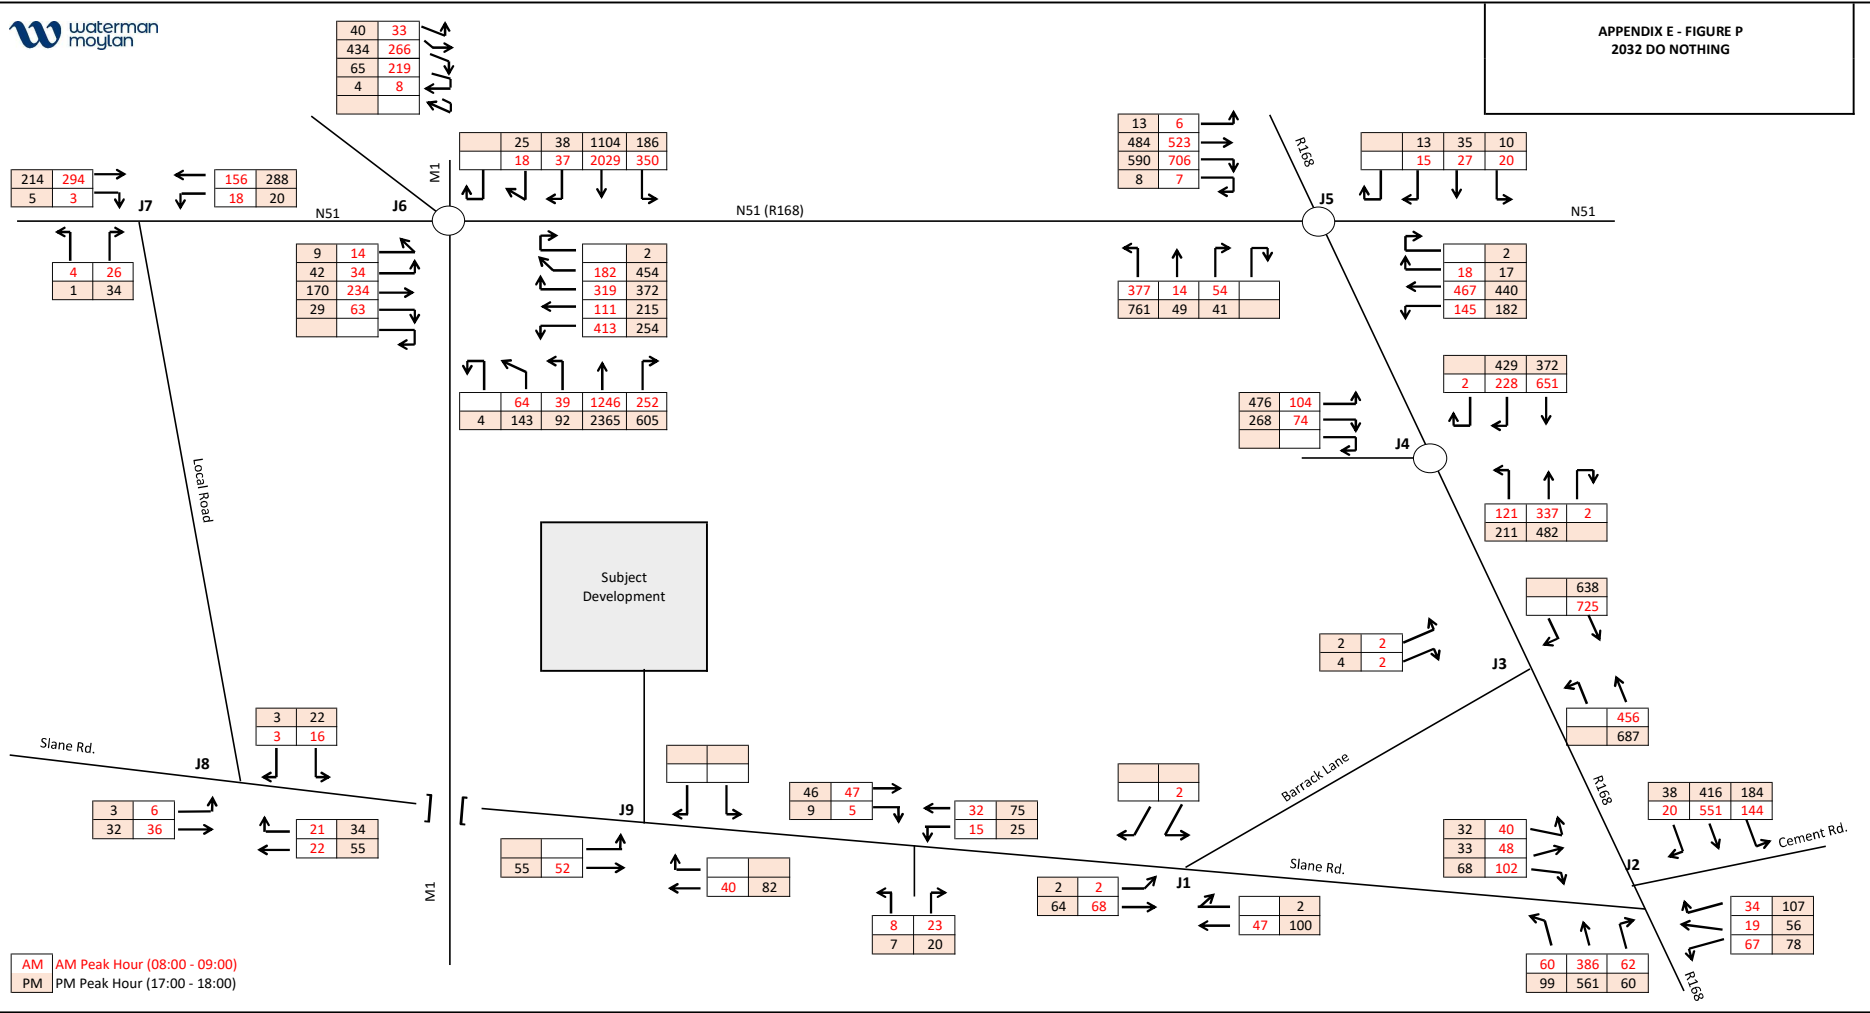 waterman
moylan
APPENDIX E - FIGURE P
2032 DO NOTHING
40 33
434 266
65 219
4 8
25 38 1104 186
18 37 2029 350
13 6
484 523
590 706
8 7
R168
13 35 10
15 27 20
M1
214 294
5 3
156 288
18 20
J7
N51
J6
N51 (R168)
J5
N51
4 26
1 34
9 14
42 34
170 234
29 63
2
182 454
319 372
111 215
413 254
377 14 54
761 49 41
2
18 17
467 440
145 182
64 39 1246 252
4 143 92 2365 605
429 372
2 228 651
476 104
268 74
J4
Local Road
121 337 2
211 482
Subject
Development
638
725
2 2
4 2
J3
456
687
3 22
3 16
Slane Rd.
J8
3 6
32 36
21 34
22 55
] [
M1
J9
55 52
40 82
46 47
9 5
32 75
15 25
8 23
7 20
2
Barrack Lane
R168
38 416 184
20 551 144
Cement Rd.
32 40
33 48
68 102
J2
Slane Rd.
J1
2 2
64 68
2
47 100
34 107
19 56
67 78
60 386 62
99 561 60
R168
AM AM Peak Hour (08:00 - 09:00)
PM PM Peak Hour (17:00 - 18:00)